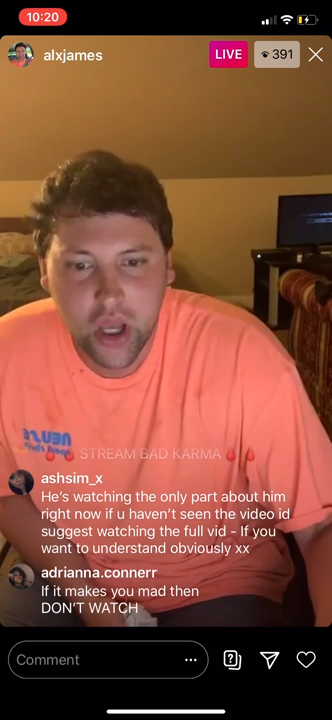 10:20
alxjames
LIVE
391
STREAM BAD KARMA
ashsim_x
He's watching the only part about him
right now if u haven't seen the video id
suggest watching the full vid - If you
want to understand obviously xx
adrianna.connerr
If it makes you mad then
DON'T WATCH
Comment